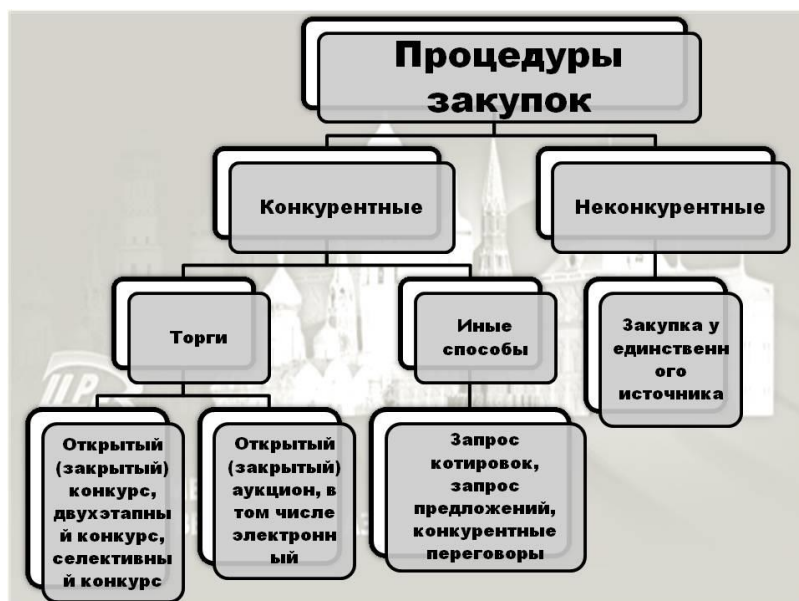 Процедуры
закупок
Конкурентные
Неконкурентные
Торги
Иные
способы
Закупка у
единственн
ого
источника
Открытый
(закрытый)
конкурс,
двухэтапны
й конкурс,
селективны
й конкурс
Открытый
(закрытый)
аукцион, в
том числе
электронн
ый
Запрос
котировок,
запрос
предложений,
конкурентные
переговоры